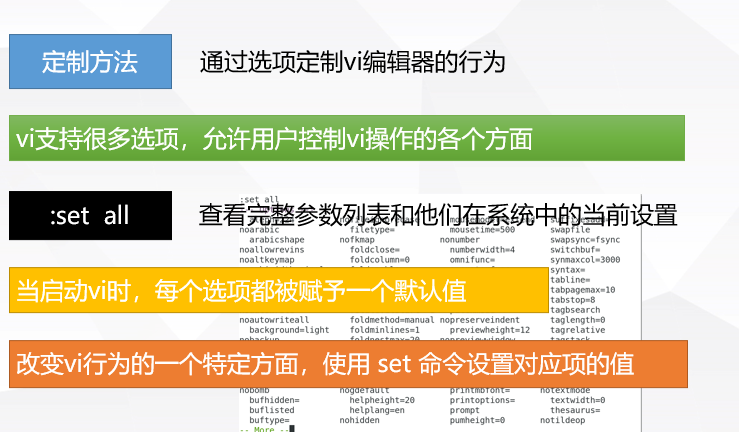 定制方法 通过选项定制vi编辑器的行为
vi支持很多选项，允许用户控制vi操作的各个方面
:set all 查看完整参数列表和他们在系统中的当前设置
:set all
noarabic filetype= mousetime=500 swapfile
arabicshape nofkmap nonumber swapsync=fsync
noallowrevins foldclose= numberwidth=4 switchbuf=
noaltkeymap foldcolumn=0 omnifunc= synmaxcol=3000
syntax=
tabline=
当启动vi时，每个选项都被赋予一个默认值 tabpagemax=10
tabstop=8
tagbsearch
noautowriteall foldmethod=manual nopreserveindent taglength=0
background=light foldminlines=1 previewheight=12 tagrelative
改变vi行为的一个特定方面，使用 set 命令设置对应项的值
nobomb nogdefault printmbfont= notextmode
bufhidden= helpheight=20 printoptions= textwidth=0
buflisted helplang=en prompt thesaurus=
buftype= nohidden pumheight=0 notildeop
-- More --